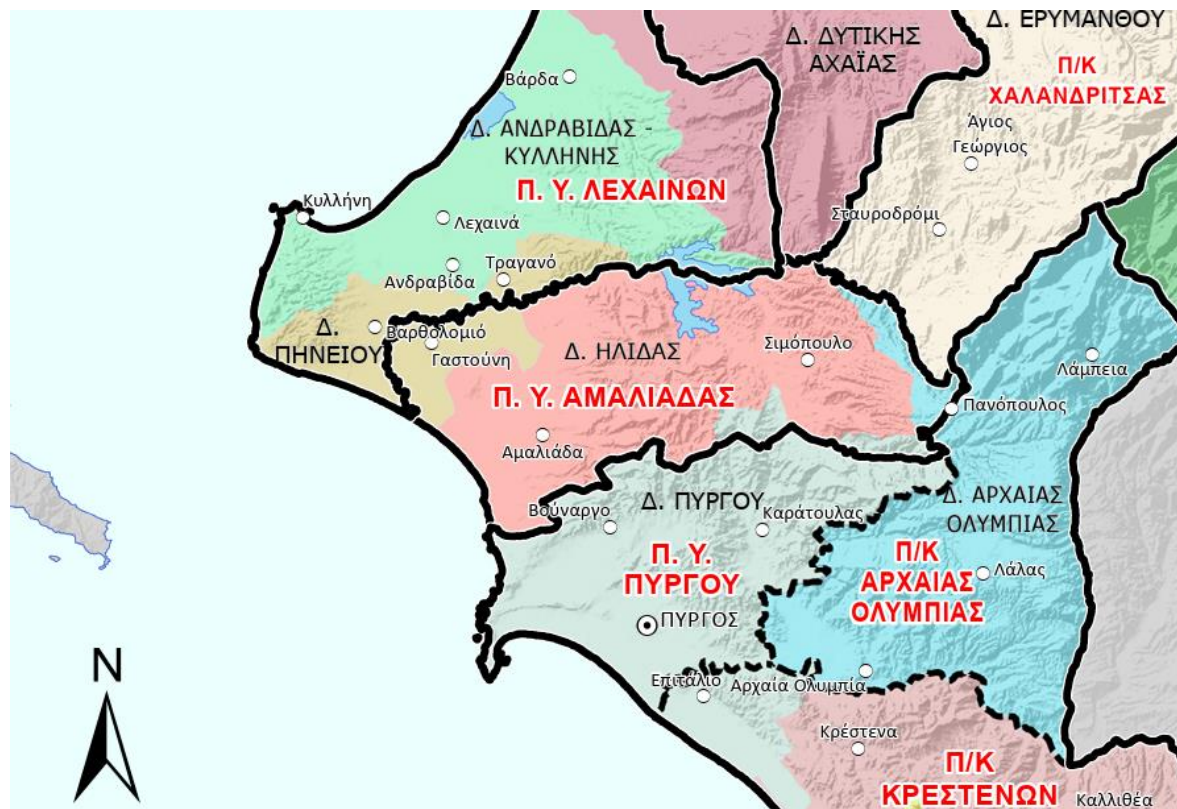 Δ. ΕΡΥΜΑΝΘΟΥ
Δ. ΔΥΤΙΚΗΣ
ΑΧΑΪΑΣ
Π/Κ
ΧΑΛΑΝΔΡΙΤΣΑΣ
Βάρδα
Άγιος
Γεώργιος
Δ. ΑΝΔΡΑΒΙΔΑΣ -
ΚΥΛΛΗΝΗΣ
Π. Υ. ΛΕΧΑΙΝΩΝ
Κυλλήνη
Λεχαινά
Σταυροδρόμι
Ανδραβίδα
Τραγανό
Δ.
ΠΗΝΕΙΟΥ
Βαρθολομιό
Γαστούνη
Δ. ΗΛΙΔΑΣ
Σιμόπουλο
Λάμπεια
Π. Υ. ΑΜΑΛΙΑΔΑΣ
Πανόπουλος
Αμαλιάδα
Δ. ΠΥΡΓΟΥ
Δ. ΑΡΧΑΙΑΣ
ΟΛΥΜΠΙΑΣ
Βούναργο
Καράτουλας
Π. Υ.
ΠΥΡΓΟΥ
Π/Κ
ΑΡΧΑΙΑΣ
ΟΛΥΜΠΙΑΣ
Λάλας
ΠΥΡΓΟΣ
N
Επιτάλιο
Αρχαία Ολυμπία
Κρέστενα
Π/Κ
ΚΡΕΣΤΕΝΩΝ
Καλλιθέα